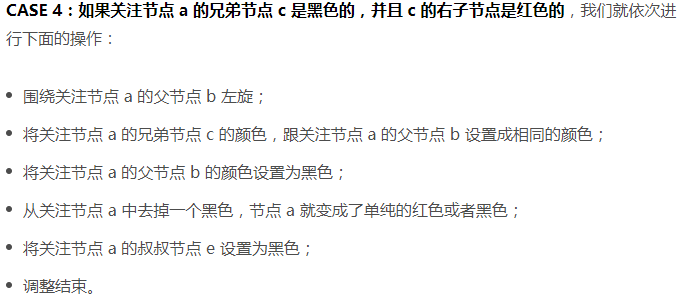 CASE 4：如果关注节点 a 的兄弟节点 c 是黑色的，并且 c 的右子节点是红色的，我们就依次进
行下面的操作：
• 围绕关注节点 a 的父节点 b 左旋；
• 将关注节点 a 的兄弟节点 c 的颜色，跟关注节点 a 的父节点 b 设置成相同的颜色；
• 将关注节点 a 的父节点 b 的颜色设置为黑色；
• 从关注节点 a 中去掉一个黑色，节点 a 就变成了单纯的红色或者黑色；
• 将关注节点 a 的叔叔节点 e 设置为黑色；
• 调整结束。